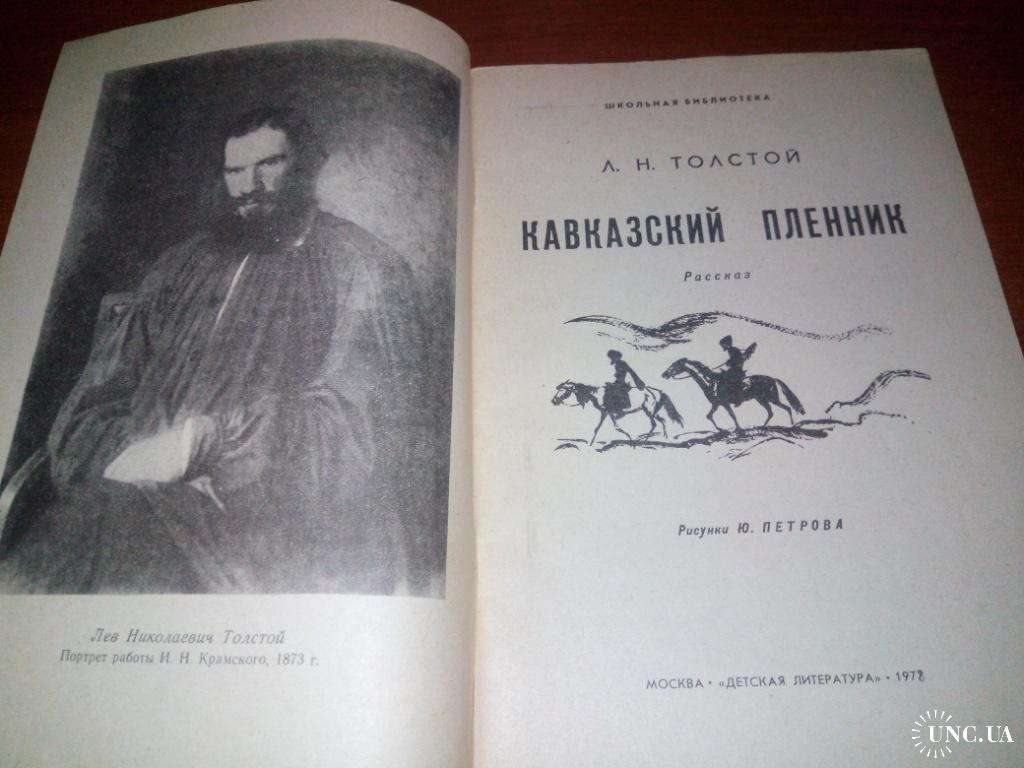 Лев Николаевич Толстой
Портрет работы И. Н. Крамского, 1873 г.
ШКОЛЬНАЯ БИБЛИОТЕКА
Л. Н. ТОЛСТОЙ
КАВКАЗСКИЙ ПЛЕННИК
Рассказ
Рисунки Ю. ПЕТРОВА
МОСКВА • «ДЕТСКАЯ ЛИТЕРАТУРА» • 1978
UNC.UA